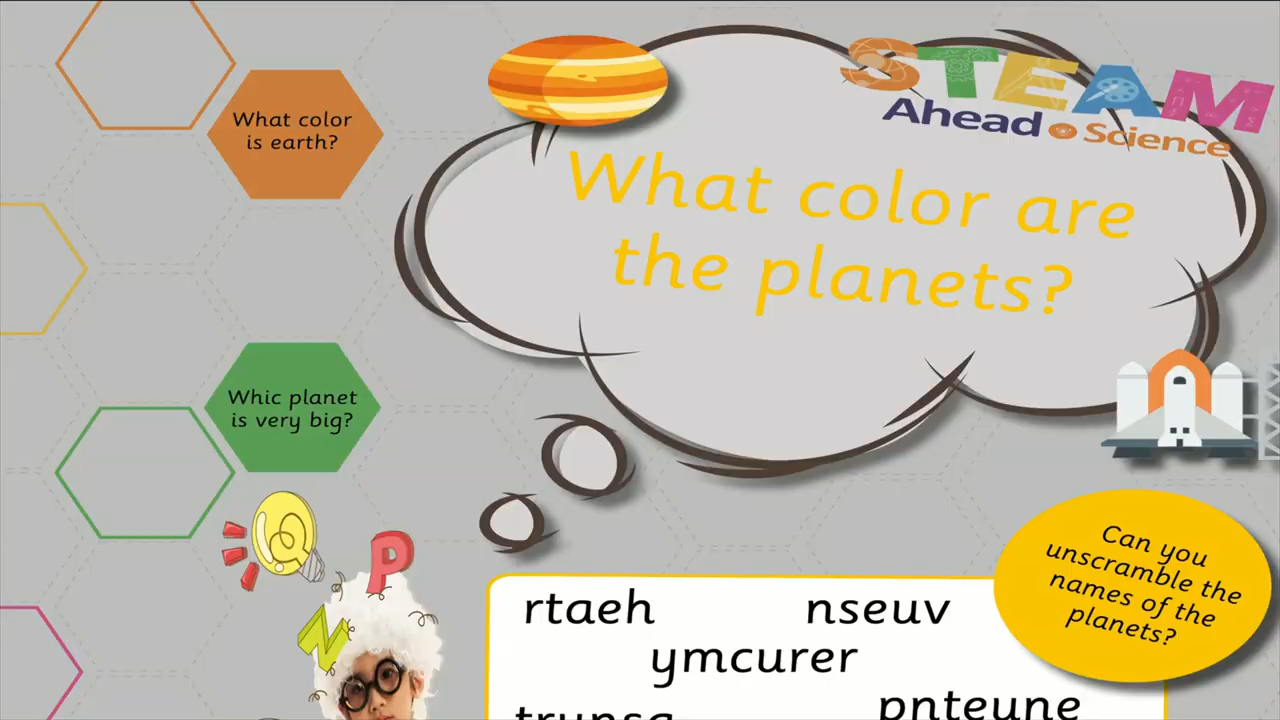 What color
is earth?
STEAM
Ahead Science
What color are
the planets?
Whic planet
is very big?
P
N
Can you
unscramble the
names of the
planets?
rtaeh nseuv
ymcurer
pnteune